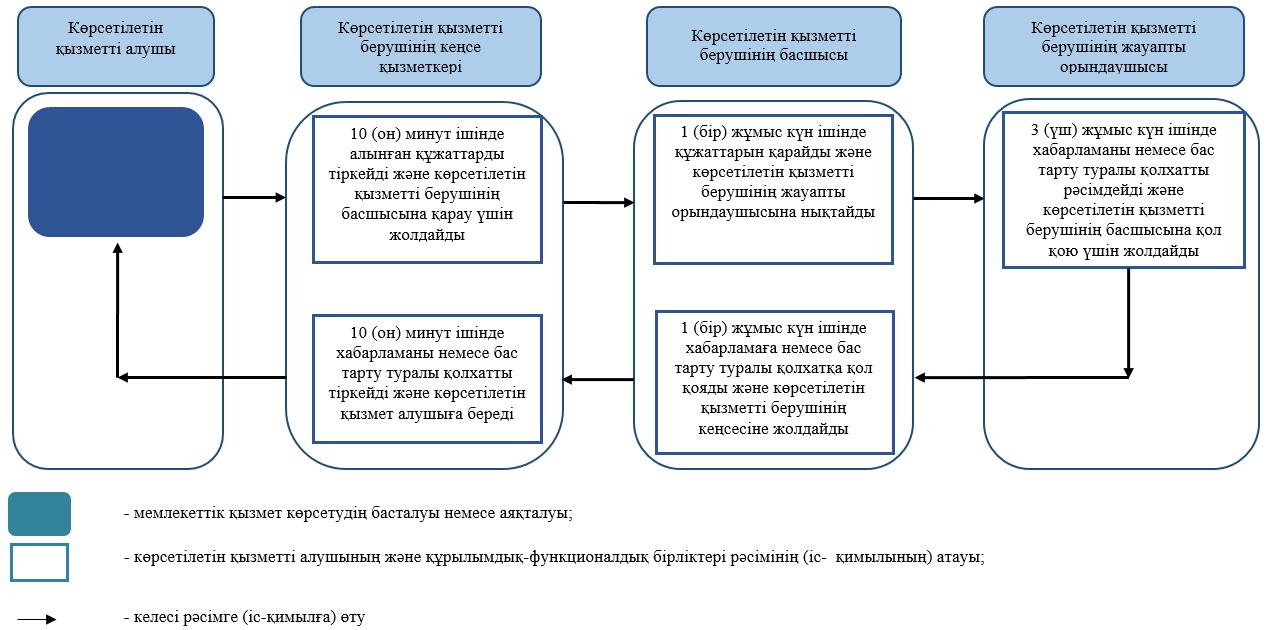 Көрсетілетін
қызметті алушы
Көрсетілетін қызметті
берушінің кеңсе
қызметкері
Көрсетілетін қызметті
берушінің басшысы
Көрсетілетін қызметті
берушінің жауапты
орындаушысы
10 (он) минут ішінде
алынған құжаттарды
тіркейді және көрсетілетін
қызметті берушінің
басшысына қарау үшін
жолдайды
1 (бір) жұмыс күн ішінде
құжаттарын қарайды және
көрсетілетін қызметті
берушінің жауапты
орындаушысына нықтайды
3 (үш) жұмыс күн ішінде
хабарламаны немесе бас
тарту туралы қолхатты
рәсімдейді және
көрсетілетін қызметті
берушінің басшысына қол
қою үшін жолдайды
10 (он) минут ішінде
хабарламаны немесе бас
тарту туралы қолхатты
тіркейді және көрсетілетін
қызмет алушыға береді
1 (бір) жұмыс күн ішінде
хабарламаға немесе бас
тарту туралы қолхатқа қол
қояды және көрсетілетін
қызметті берушінің
кеңсесіне жолдайды
- мемлекеттік қызмет көрсетудің басталуы немесе аяқталуы;
- көрсетілетін қызметті алушының және құрылымдық-функционалдық бірліктері рәсімінің (іс- қимылының) атауы;
- келесі рәсімге (іс-қимылға) өту